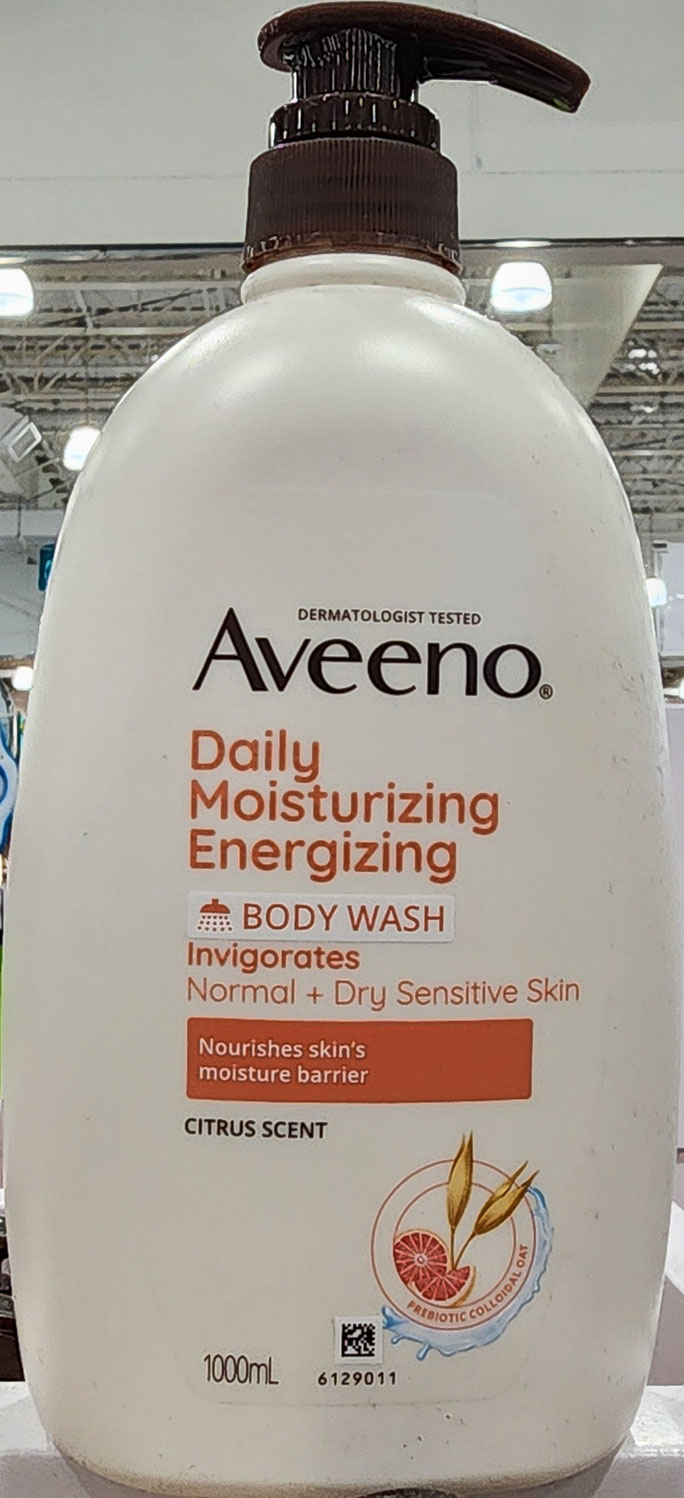 DERMATOLOGIST TESTED
Aveeno®
Daily
Moisturizing
Energizing
BODY WASH
Invigorates
Normal + Dry Sensitive Skin
Nourishes skin's
moisture barrier
CITRUS SCENT
PREBIOTIC COLLOIDAL OAT
1000mL
6129011